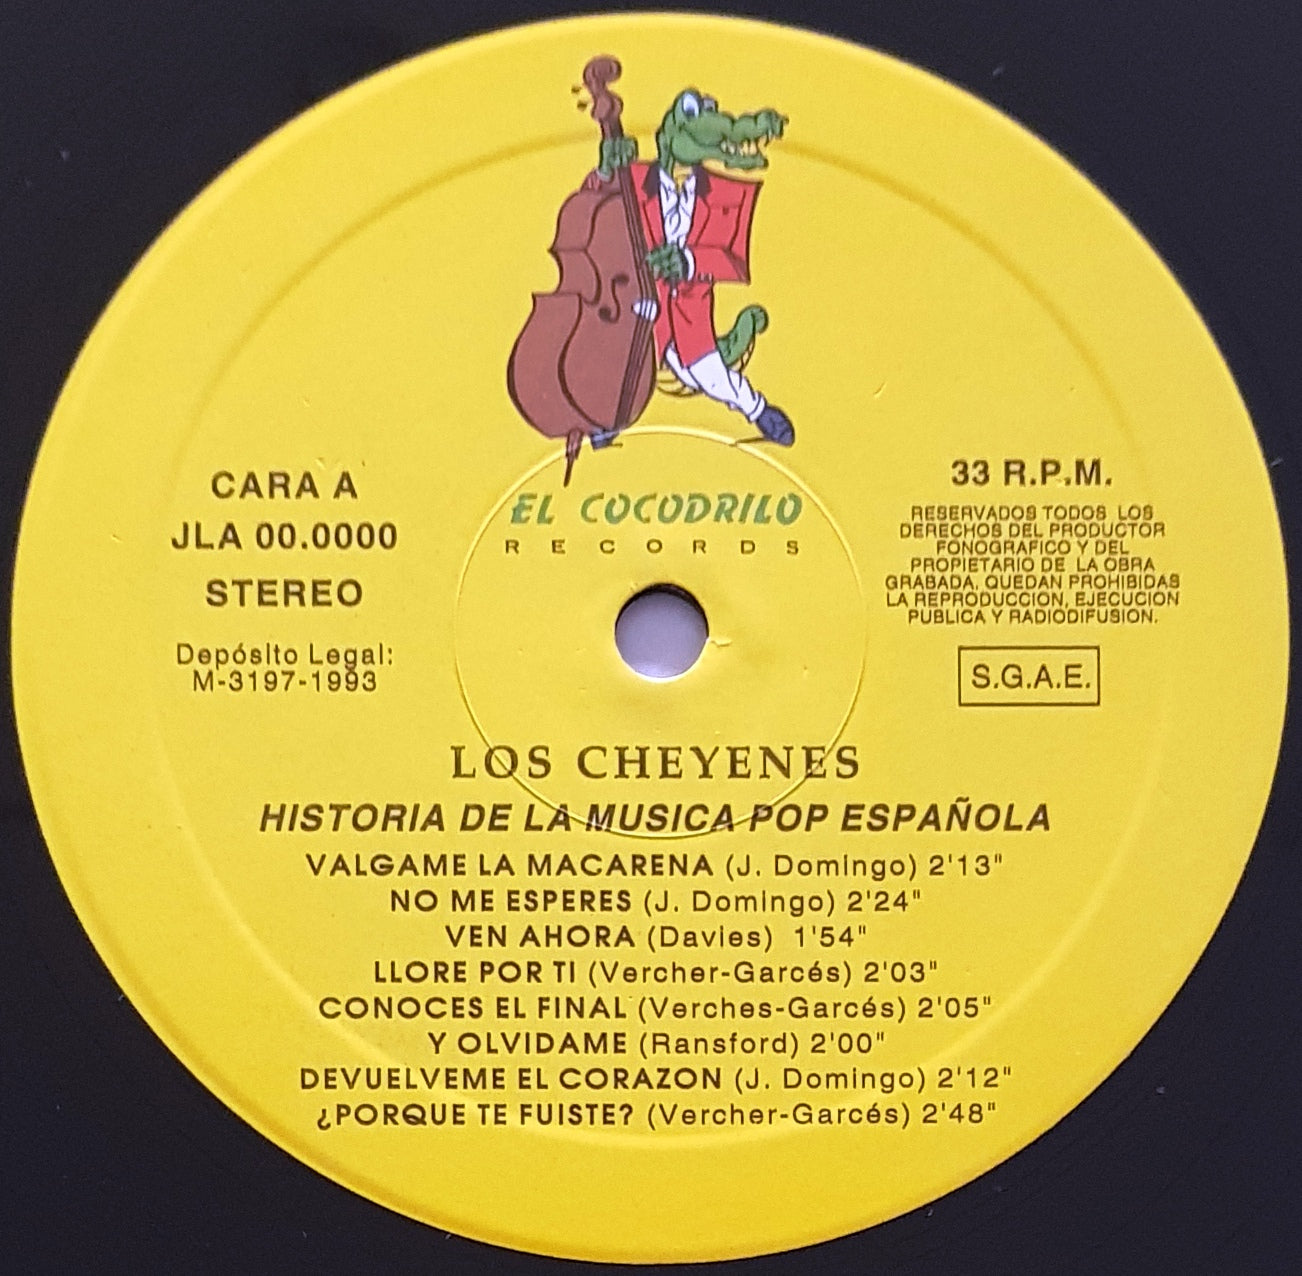 EL COCODRILO
RECORDS
CARA A
JLA 00.0000
STEREO
Depósito Legal:
M-3197-1993
33 R.P.M.
RESERVADOS TODOS LOS
DERECHOS DEL PRODUCTOR
FONOGRAFICO Y DEL
PROPIETARIO DE LA OBRA
GRABADA. QUEDAN PROHIBIDAS
LA REPRODUCCION, EJECUCION
PUBLICA Y RADIODIFUSION.
S.G.A.E.
LOS CHEYENES
HISTORIA DE LA MUSICA POP ESPAÑOLA
VALGAME LA MACARENA (J. Domingo) 2'13"
NO ME ESPERES (J. Domingo) 2'24"
VEN AHORA (Davies) 1'54"
LLORE POR TI (Vercher-Garcés) 2'03"
CONOCES EL FINAL (Verches-Garcés) 2'05"
Y OLVIDAME (Ransford) 2'00"
DEVUELVEME EL CORAZON (J. Domingo) 2'12"
¿PORQUE TE FUISTE? (Vercher-Garcés) 2'48"